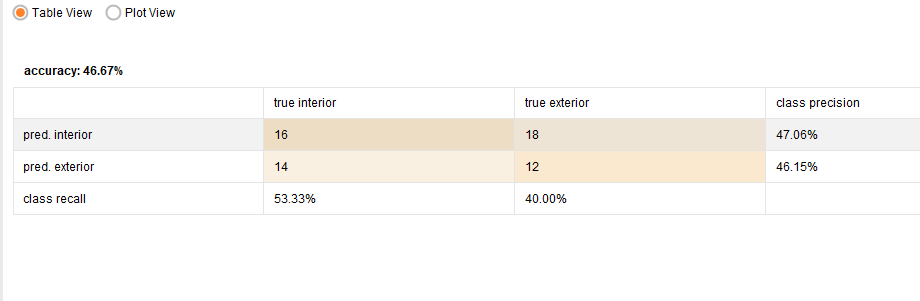 Table View Plot View
accuracy: 46.67%
true interior true exterior class precision
pred. interior 16 18 47.06%
pred. exterior 14 12 46.15%
class recall 53.33% 40.00%